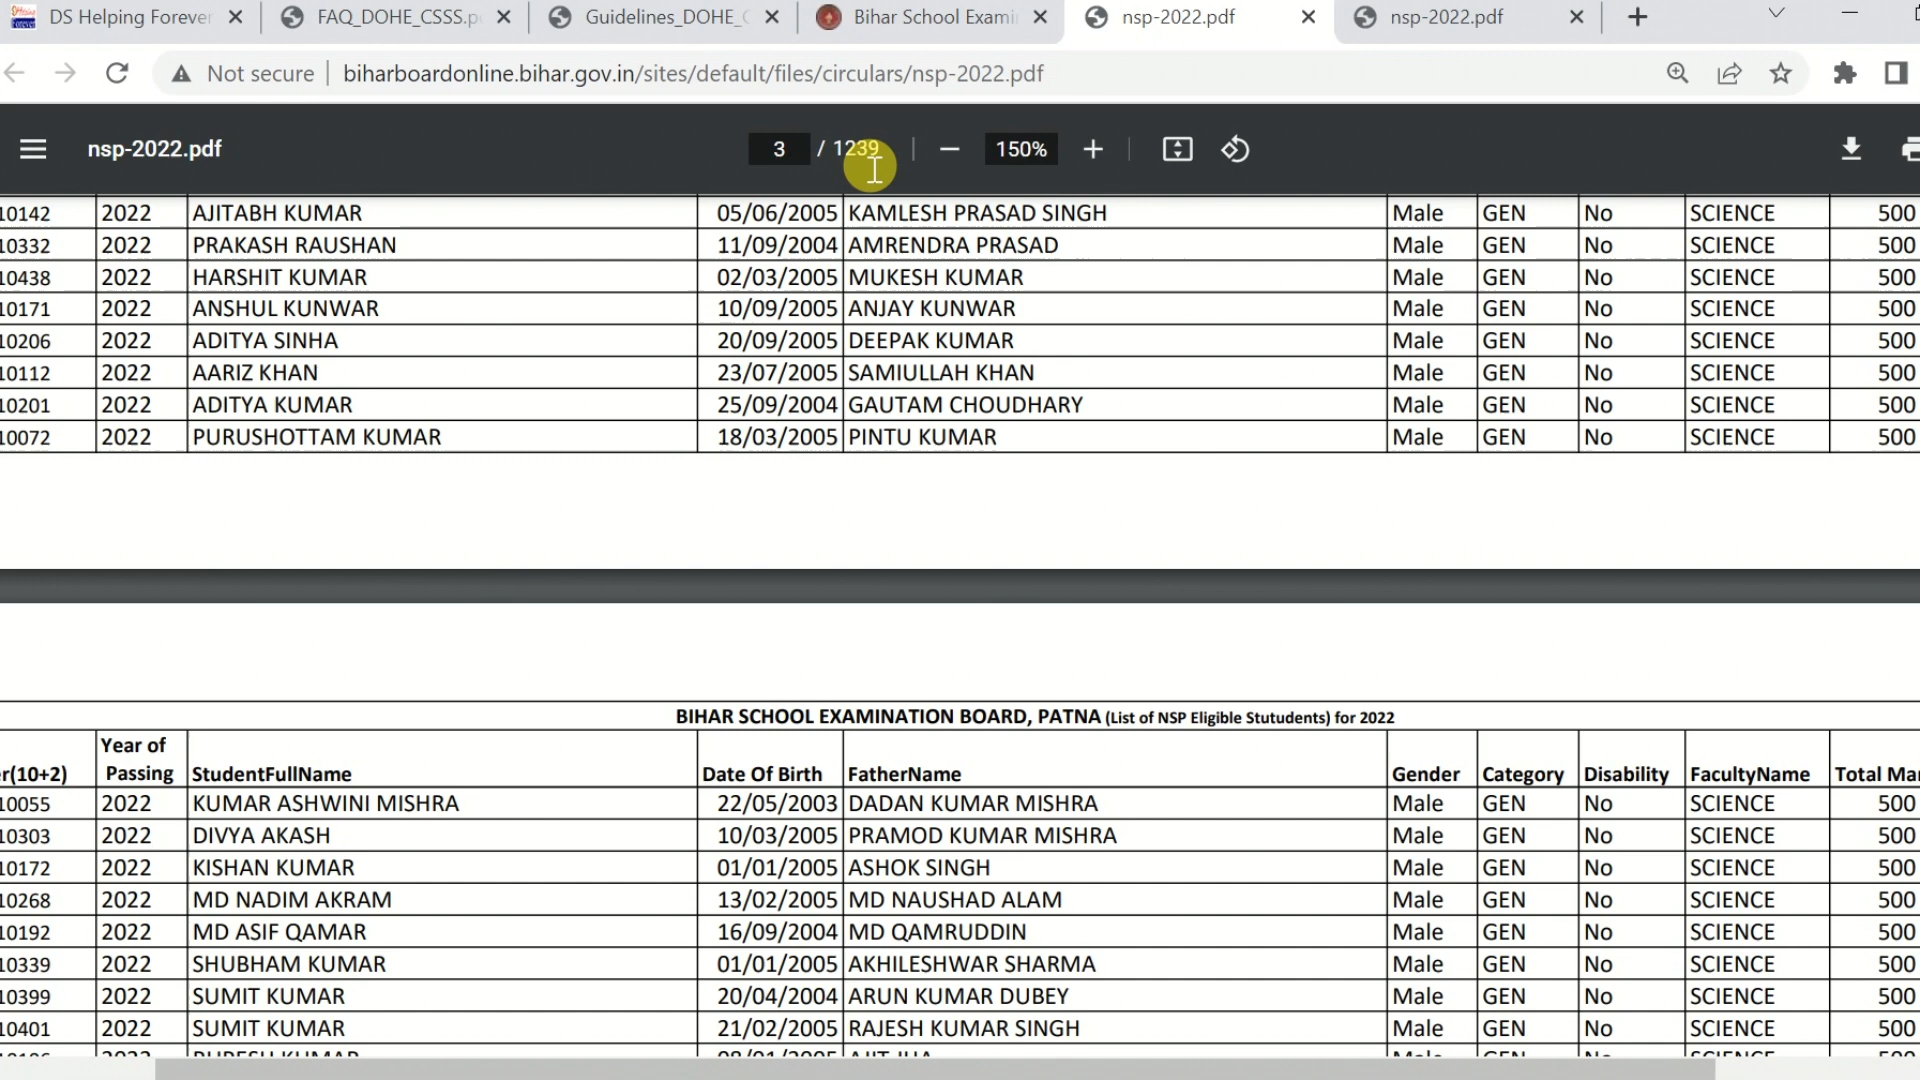 DS Helping Forever FAQ_DOHE_CSSS.p Guidelines_DOHE_ Bihar School Exami nsp-2022.pdf nsp-2022.pdf
Not secure biharboardonline.bihar.gov.in/sites/default/files/circulars/nsp-2022.pdf
nsp-2022.pdf 3 / 1239 150%
10142 2022 AJITABH KUMAR 05/06/2005 KAMLESH PRASAD SINGH Male GEN No SCIENCE 500
10332 2022 PRAKASH RAUSHAN 11/09/2004 AMRENDRA PRASAD Male GEN No SCIENCE 500
10438 2022 HARSHIT KUMAR 02/03/2005 MUKESH KUMAR Male GEN No SCIENCE 500
10171 2022 ANSHUL KUNWAR 10/09/2005 ANJAY KUNWAR Male GEN No SCIENCE 500
10206 2022 ADITYA SINHA 20/09/2005 DEEPAK KUMAR Male GEN No SCIENCE 500
10112 2022 AARIZ KHAN 23/07/2005 SAMIULLAH KHAN Male GEN No SCIENCE 500
10201 2022 ADITYA KUMAR 25/09/2004 GAUTAM CHOUDHARY Male GEN No SCIENCE 500
10072 2022 PURUSHOTTAM KUMAR 18/03/2005 PINTU KUMAR Male GEN No SCIENCE 500
BIHAR SCHOOL EXAMINATION BOARD, PATNA (List of NSP Eligible Stutudents) for 2022
Year of
r(10+2) Passing StudentFullName Date Of Birth FatherName Gender Category Disability FacultyName Total Mar
10055 2022 KUMAR ASHWINI MISHRA 22/05/2003 DADAN KUMAR MISHRA Male GEN No SCIENCE 500
10303 2022 DIVYA AKASH 10/03/2005 PRAMOD KUMAR MISHRA Male GEN No SCIENCE 500
10172 2022 KISHAN KUMAR 01/01/2005 ASHOK SINGH Male GEN No SCIENCE 500
10268 2022 MD NADIM AKRAM 13/02/2005 MD NAUSHAD ALAM Male GEN No SCIENCE 500
10192 2022 MD ASIF QAMAR 16/09/2004 MD QAMRUDDIN Male GEN No SCIENCE 500
10339 2022 SHUBHAM KUMAR 01/01/2005 AKHILESHWAR SHARMA Male GEN No SCIENCE 500
10399 2022 SUMIT KUMAR 20/04/2004 ARUN KUMAR DUBEY Male GEN No SCIENCE 500
10401 2022 SUMIT KUMAR 21/02/2005 RAJESH KUMAR SINGH Male GEN No SCIENCE 500